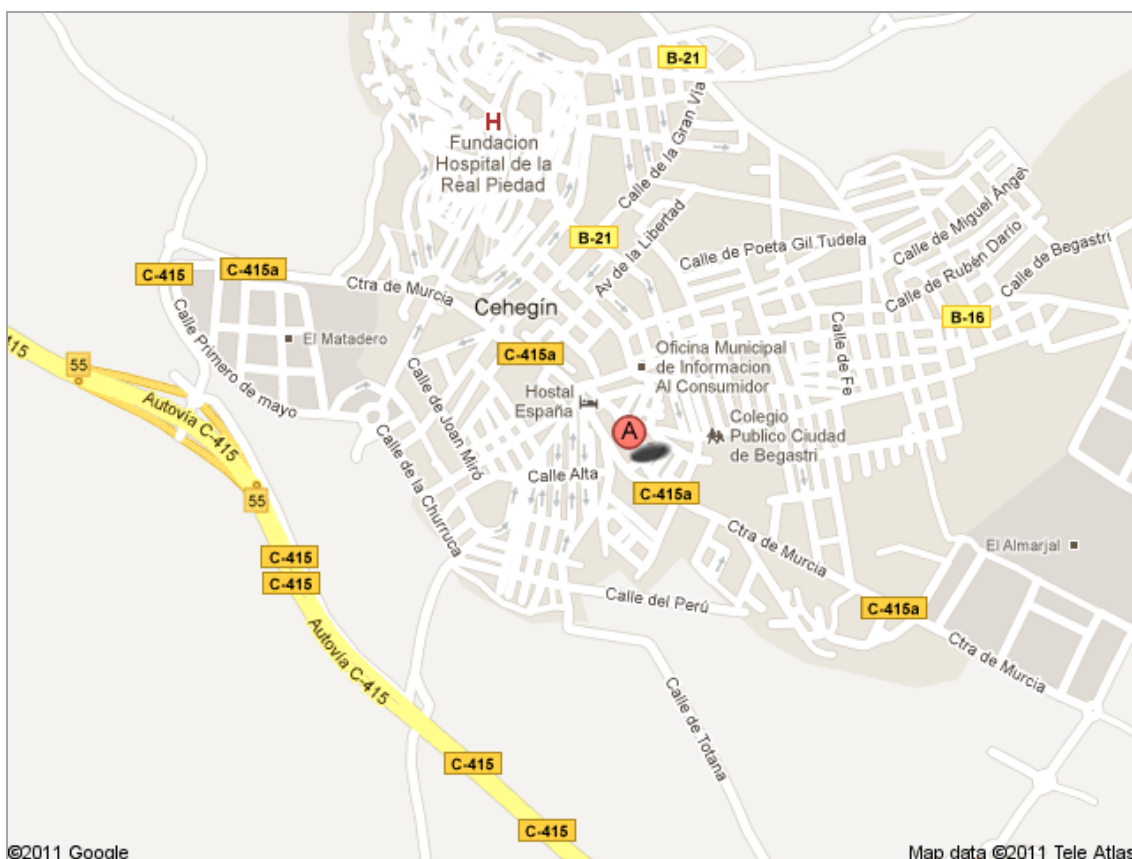 B-21
Calle de la Gran Vía
H
Fundacion
Hospital de la
Real Piedad
Calle de Miguel Ángel
B-21
Av de la Libertad
Calle de Poeta Gil Tudela
Calle de Rubén Darío
Calle de Begastri
C-415
C-415a
Ctra de Murcia
Cehegín
B-16
El Matadero
C-415a
Oficina Municipal
de Informacion
Al Consumidor
Calle de Fe
415
55
Calle Primero de mayo
Autovía C-415
Calle de Joan Miró
Hostal
España
A
Colegio
Publico Ciudad
de Begastri
Calle de la Churruca
Calle Alta
C-415a
55
Ctra de Murcia
El Almarjal
C-415
C-415
Calle del Perú
C-415a
Autovía C-415
Ctra de Murcia
Calle de Totana
C-415
C-415
©2011 Google
Map data ©2011 Tele Atlas